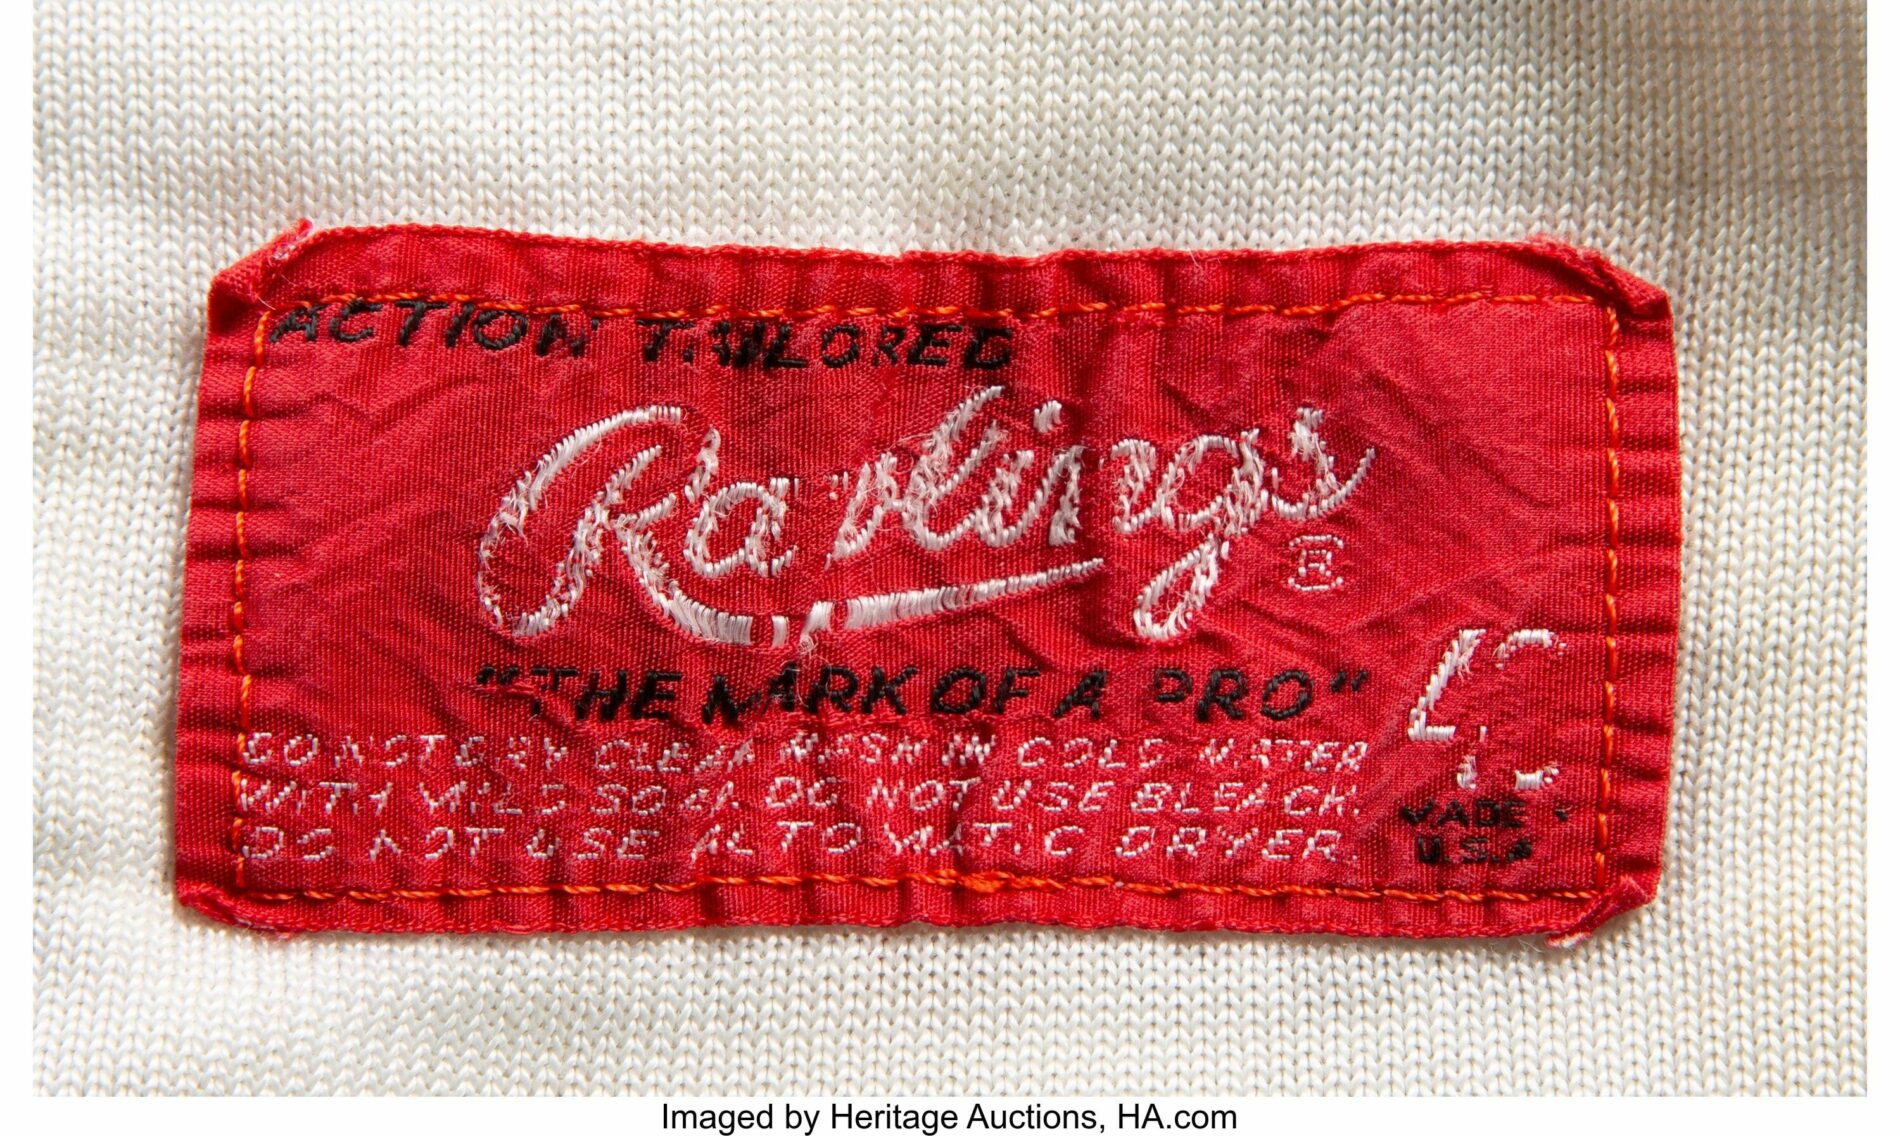 ACTION TAILORED
Rawlings
®
"THE MARK OF A PRO"
42
DO NOT DRY CLEAN WASH IN COLD WATER
WITH MILD SOAP. DO NOT USE BLEACH
DO NOT USE AUTOMATIC DRYER.
MADE
U.S.A
Imaged by Heritage Auctions, HA.com